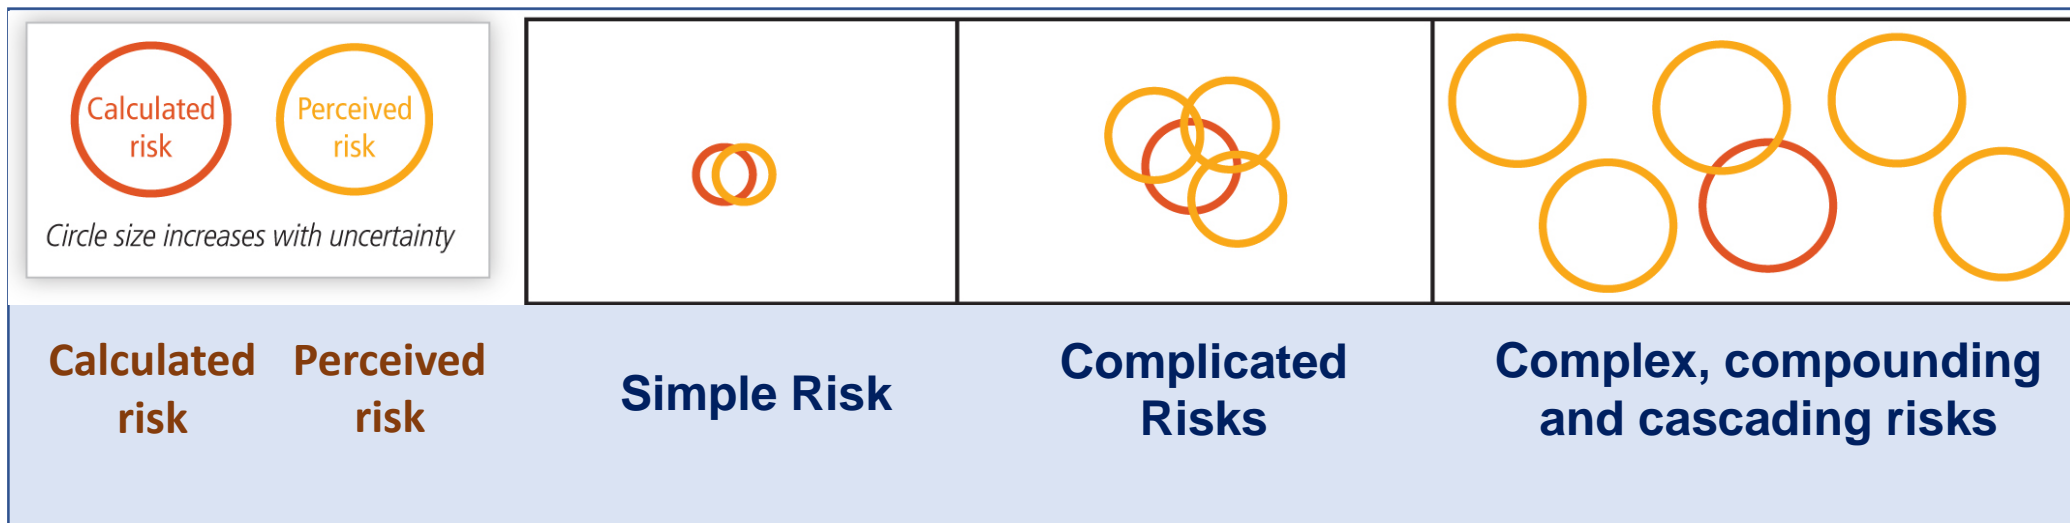 Calculated
risk
Perceived
risk
Circle size increases with uncertainty
Calculated
risk
Perceived
risk
Simple Risk
Complicated
Risks
Complex, compounding
and cascading risks